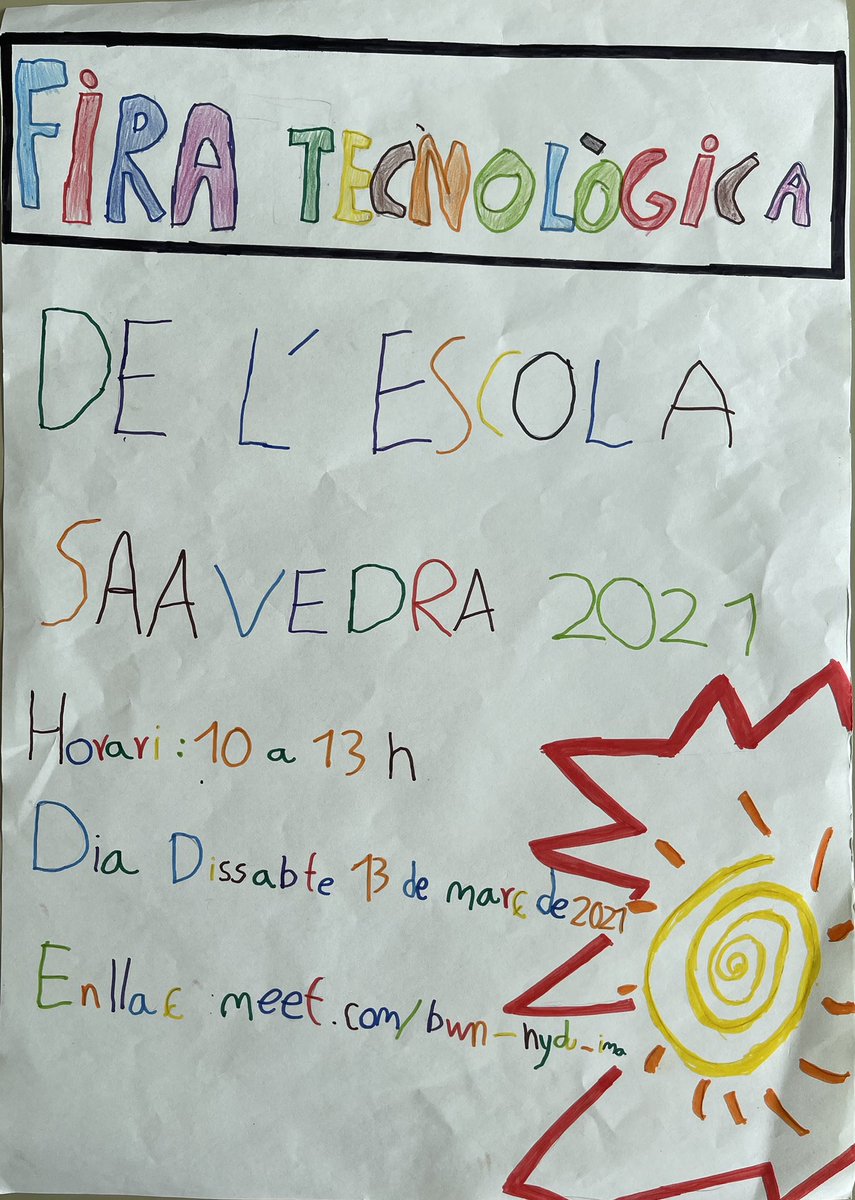 FiRA TECNOLÒGiCA
DE L'ESCOLA
SAAVEDRA 2021
Horari: 10 a 13 h
Dia Dissabte 13 de març de 2021
Enllaç meet.com/bwn-hydu-ima